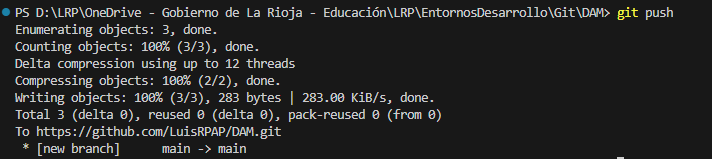 PS D:\LRP\OneDrive - Gobierno de La Rioja - Educación\LRP\EntornosDesarrollo\Git\DAM> git push
Enumerating objects: 3, done.
Counting objects: 100% (3/3), done.
Delta compression using up to 12 threads
Compressing objects: 100% (2/2), done.
Writing objects: 100% (3/3), 283 bytes | 283.00 KiB/s, done.
Total 3 (delta 0), reused 0 (delta 0), pack-reused 0 (from 0)
To https://github.com/LuisRPAP/DAM.git
 * [new branch]      main -> main